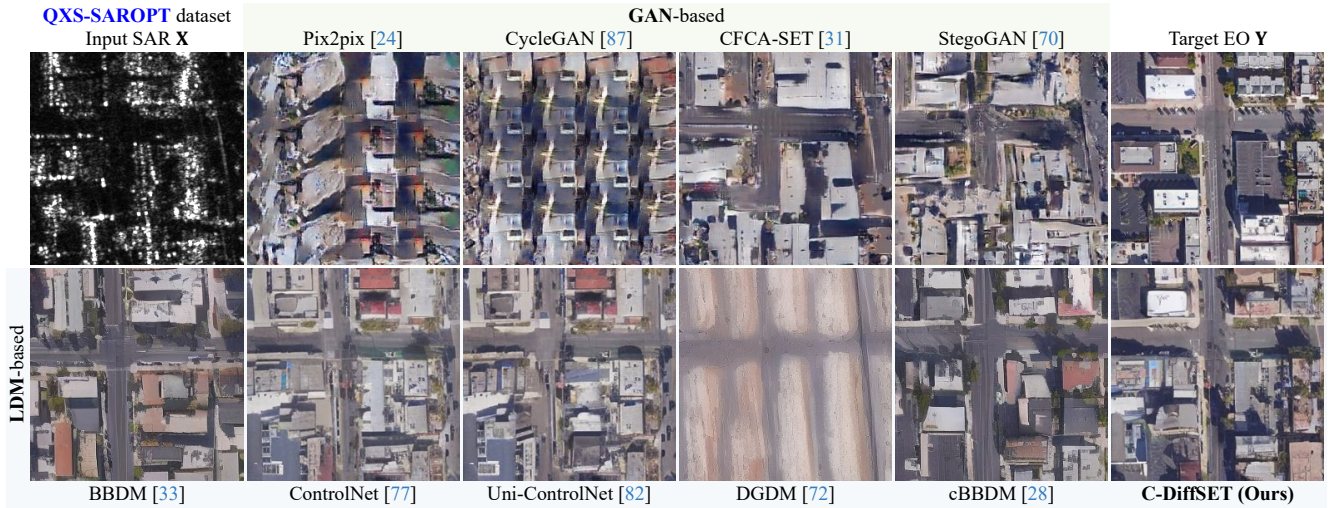 QXS-SAROPT dataset
GAN-based
Input SAR X
Pix2pix [24]
CycleGAN [87]
CFCA-SET [31]
StegoGAN [70]
Target EO Y
LDM-based
BBDM [33]
ControlNet [77]
Uni-ControlNet [82]
DGDM [72]
cBBDM [28]
C-DiffSET (Ours)